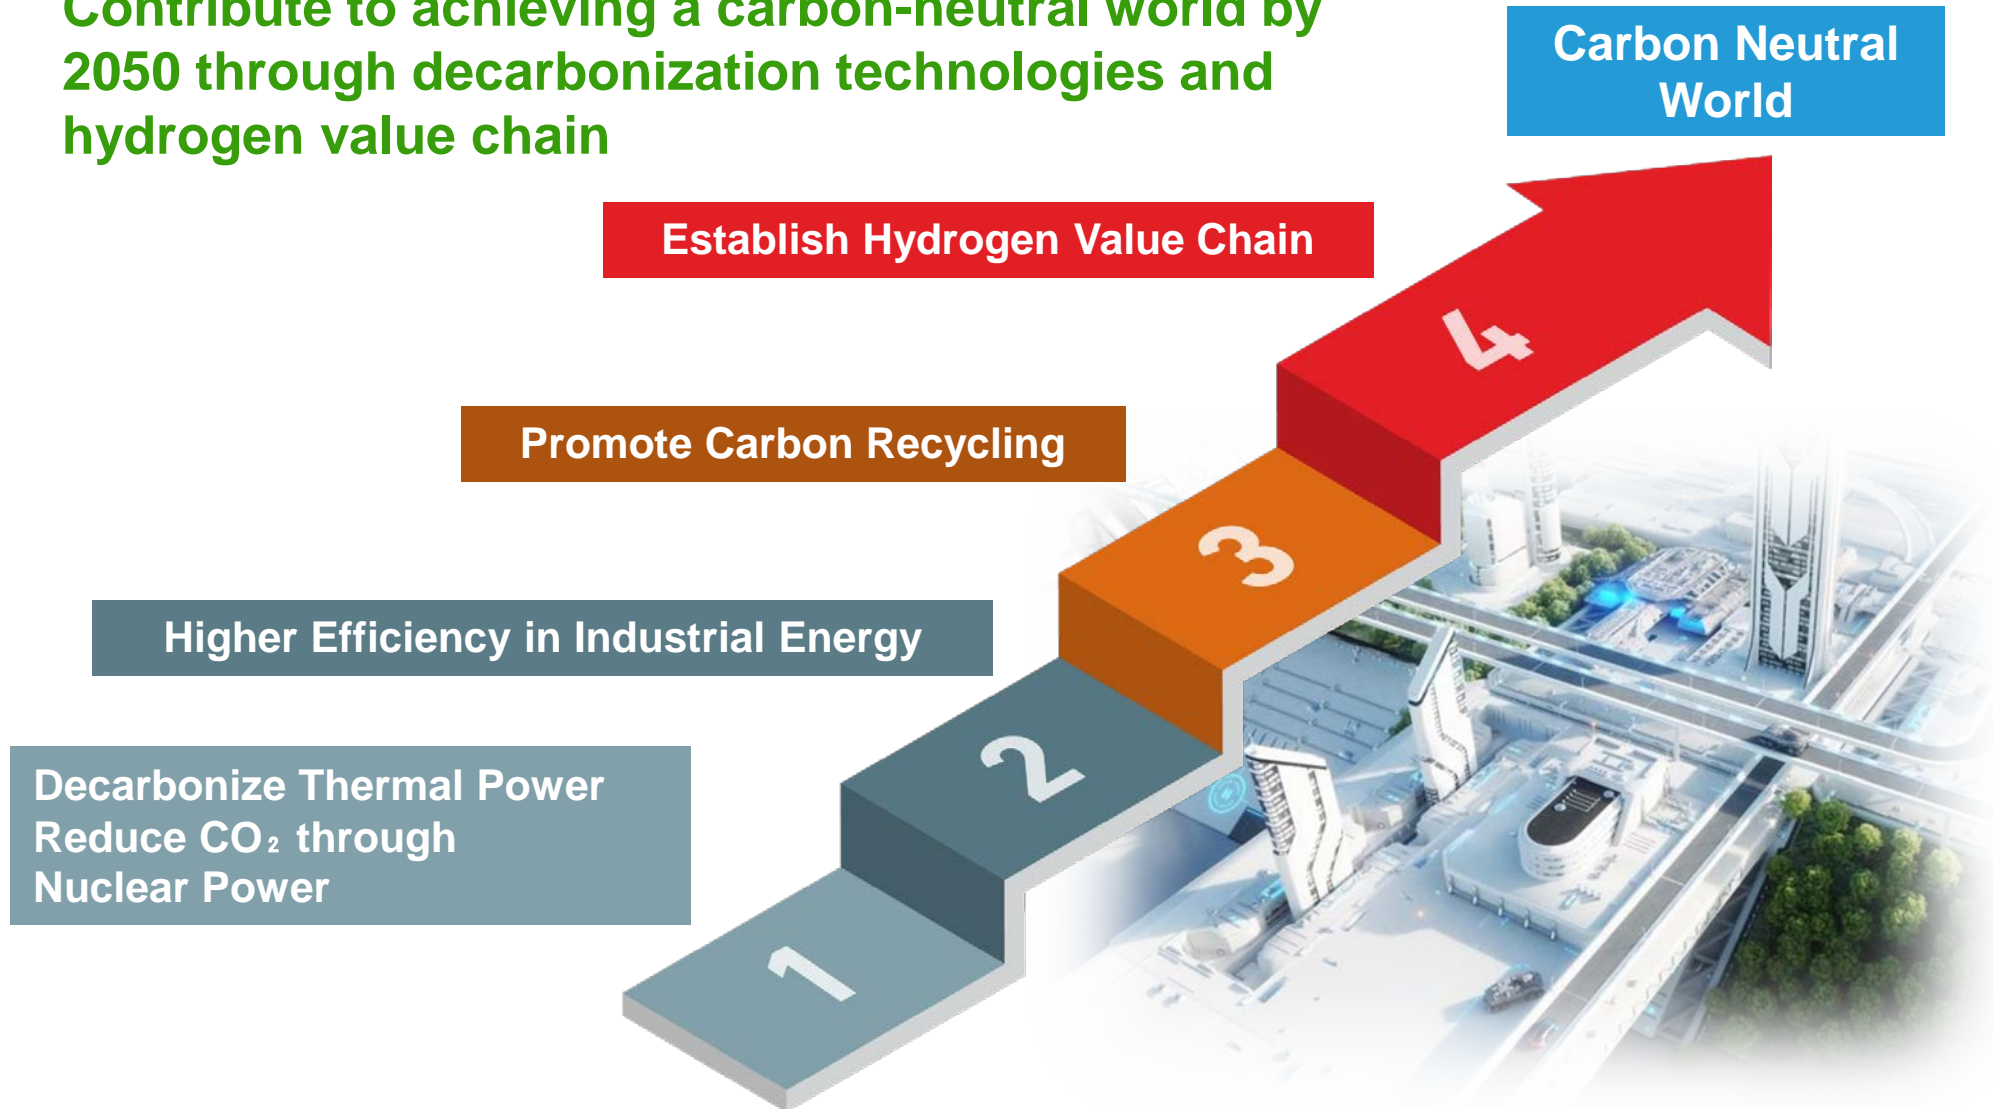 Contribute to achieving a carbon-neutral world by
2050 through decarbonization technologies and
hydrogen value chain
Carbon Neutral
World
Establish Hydrogen Value Chain
4
Promote Carbon Recycling
3
Higher Efficiency in Industrial Energy
2
Decarbonize Thermal Power
Reduce CO₂ through
Nuclear Power
1